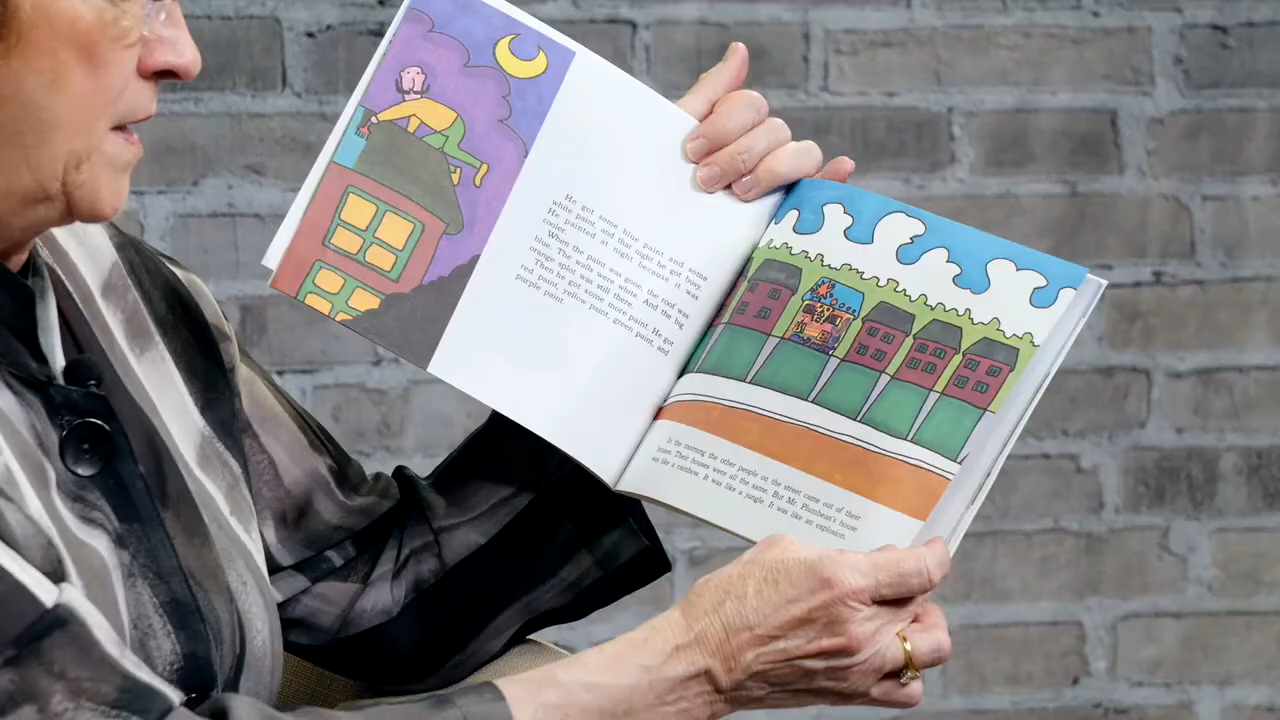 He got some blue paint and some
white paint, and that night he got busy.
He painted at night because it was
cooler.
When the paint was gone, the roof was
blue. The walls were white. And the big
orange splot was still there.
Then he got some more paint. He got
red paint, yellow paint, green paint, and
purple paint.
In the morning the other people on the street came out of their
houses. Their houses were all the same. But Mr. Plumbean's house
was like a rainbow. It was like a jungle. It was like an explosion.